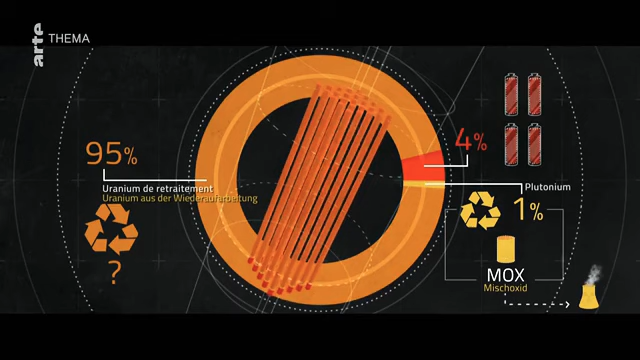 arte THEMA
95%
Uranium de retraitement
Uranium aus der Wiederaufarbeitung
?
4%
Plutonium
1%
MOX
Mischoxid